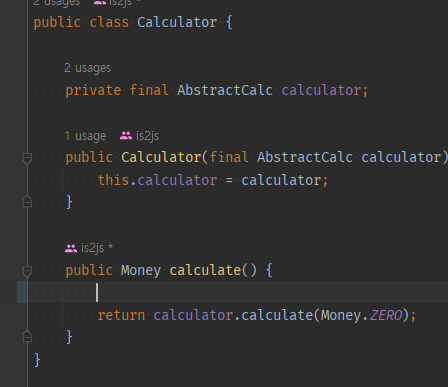 2 usages is2js *
public class Calculator {
2 usages
private final AbstractCalc calculator;
1 usage is2js
public Calculator(final AbstractCalc calculator)
this.calculator = calculator;
}
is2js *
public Money calculate() {
return calculator.calculate(Money.ZERO);
}
}